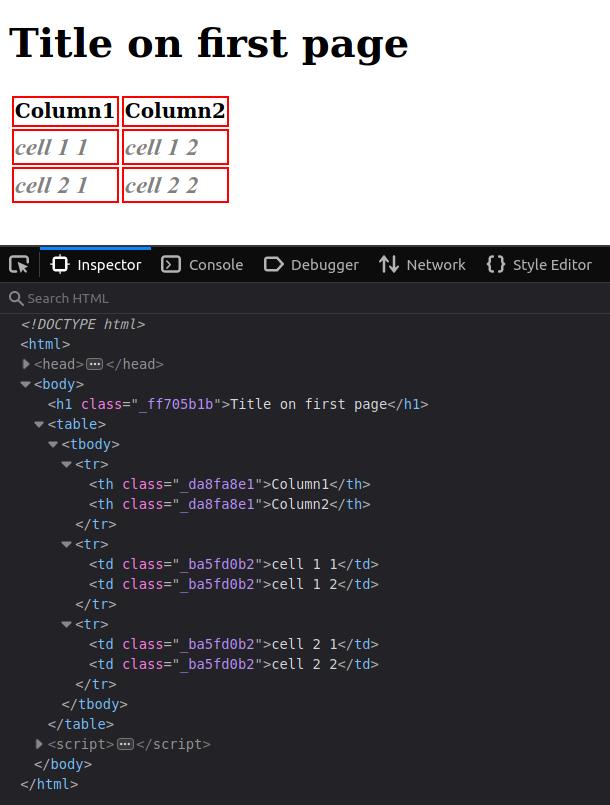 Title on first page
Column1 Column2
cell 1 1 cell 1 2
cell 2 1 cell 2 2
Inspector Console Debugger Network Style Editor
Search HTML
<!DOCTYPE html>
<html>
<head>···</head>
<body>
<h1 class="_ff705b1b">Title on first page</h1>
<table>
<tbody>
<tr>
<th class="_da8fa8e1">Column1</th>
<th class="_da8fa8e1">Column2</th>
</tr>
<tr>
<td class="_ba5fd0b2">cell 1 1</td>
<td class="_ba5fd0b2">cell 1 2</td>
</tr>
<tr>
<td class="_ba5fd0b2">cell 2 1</td>
<td class="_ba5fd0b2">cell 2 2</td>
</tr>
</tbody>
</table>
<script>···</script>
</body>
</html>